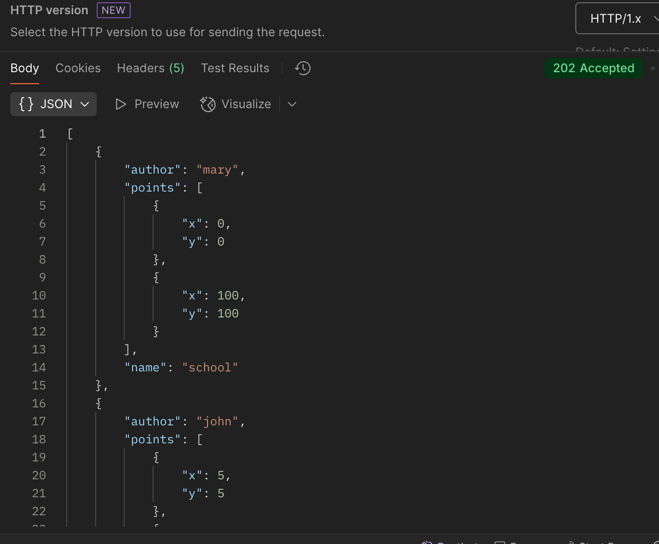 HTTP version NEW
Select the HTTP version to use for sending the request.
HTTP/1.x
Body Cookies Headers (5) Test Results 202 Accepted
{} JSON Preview Visualize
1 [
2 {
3 "author": "mary",
4 "points": [
5 {
6 "x": 0,
7 "y": 0
8 },
9 {
10 "x": 100,
11 "y": 100
12 }
13 ],
14 "name": "school"
15 },
16 {
17 "author": "john",
18 "points": [
19 {
20 "x": 5,
21 "y": 5
22 },